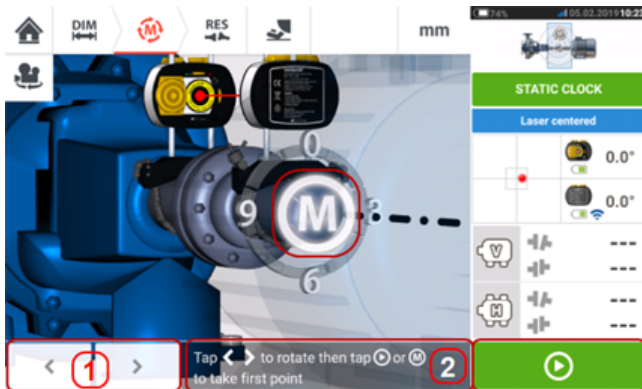 DIM
M
RES
mm
74%
05.02.2019 10:23
STATIC CLOCK
Laser centered
0.0°
0.0°
V
---
---
H
---
---
0
9
M
3
6
1
Tap < > to rotate then tap or M
to take first point
2